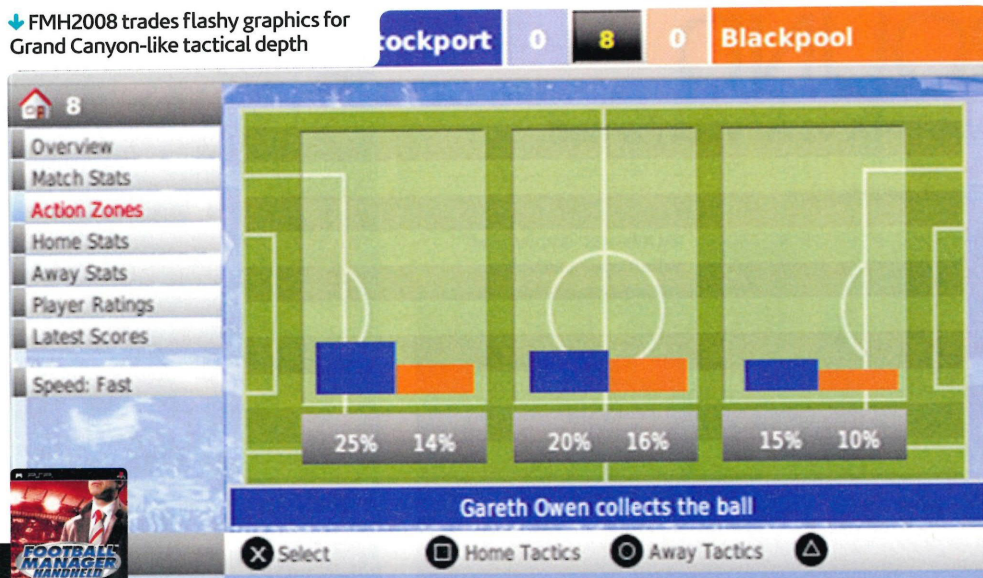 FMH2008 trades flashy graphics for
Grand Canyon-like tactical depth
tockport 0 8 0 Blackpool
8
Overview
Match Stats
Action Zones
Home Stats
Away Stats
Player Ratings
Latest Scores
Speed: Fast
25% 14% 20% 16% 15% 10%
Gareth Owen collects the ball
Select Home Tactics Away Tactics
PSP
FOOTBALL
MANAGER
HANDHELD